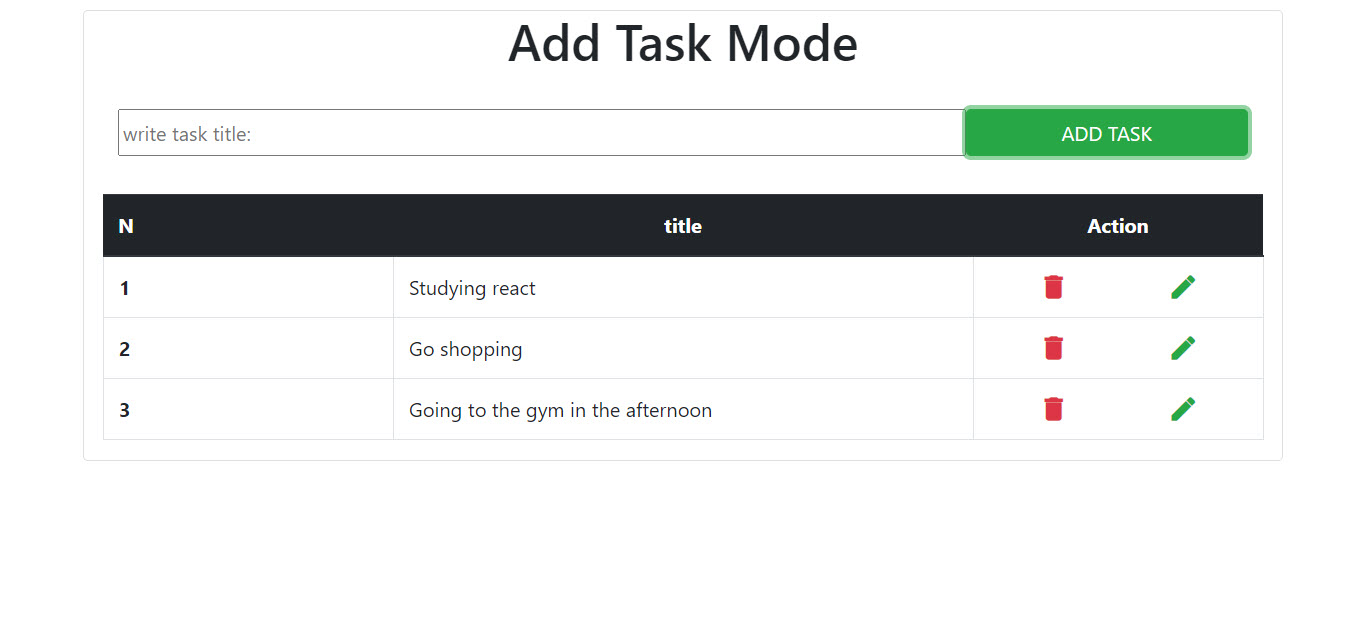 Add Task Mode
write task title: ADD TASK
N title Action
1 Studying react
2 Go shopping
3 Going to the gym in the afternoon